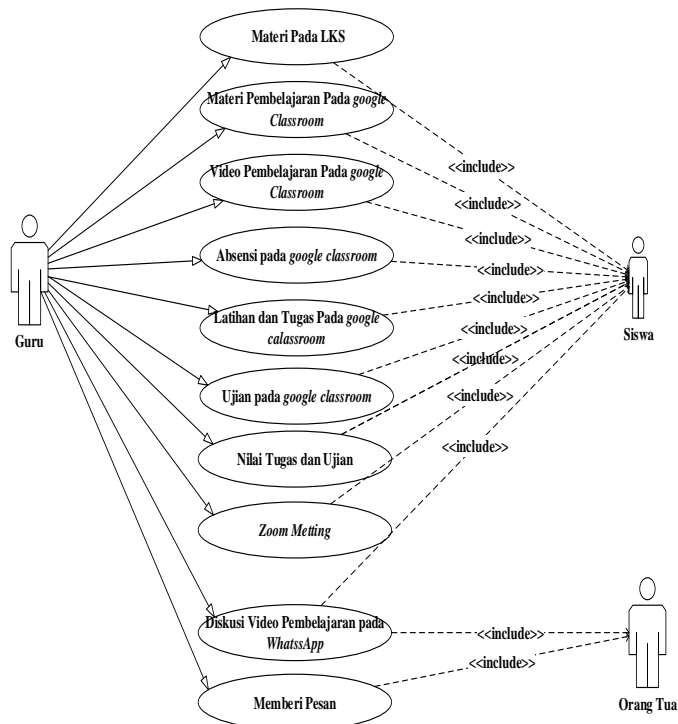 Materi Pada LKS
Materi Pembelajaran Pada google
Classroom
<<include>>
<<include>>
Video Pembelajaran Pada google
Classroom
<<include>>
Absensi pada google classroom
<<include>>
Latihan dan Tugas Pada google
calassroom
<<include>>
Guru
Siswa
<<include>>
Ujian pada google classroom
<<include>>
<<include>>
Nilai Tugas dan Ujian
<<include>>
Zoom Metting
Diskusi Video Pembelajaran pada
WhatssApp
<<include>>
<<include>>
Memberi Pesan
Orang Tua